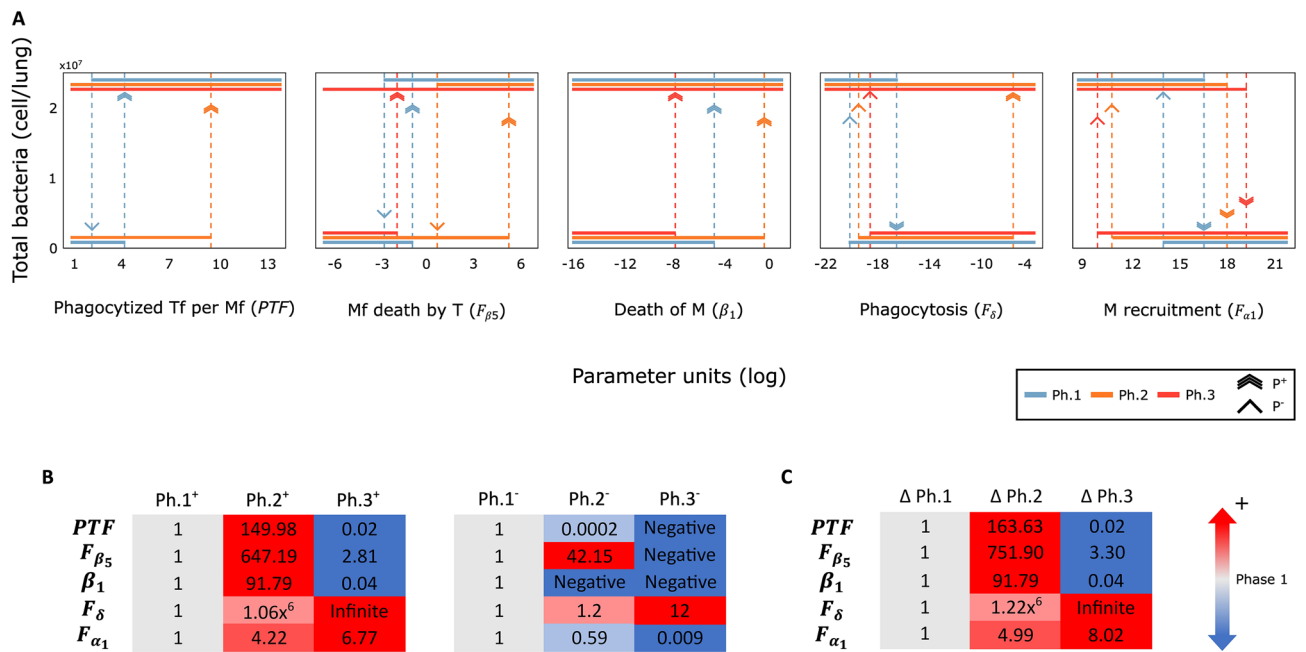 A
Total bacteria (cell/lung)
x10⁷
2
1
0
1 4 7 10 13
-6 -3 0 3 6
-16 -12 -8 -4 0
-22 -18 -14 -10 -4
9 12 15 18 21
Phagocytized Tf per Mf (PTF)
Mf death by T (Fβ5)
Death of M (β1)
Phagocytosis (Fδ)
M recruitment (Fα1)
Parameter units (log)
Ph.1 Ph.2 Ph.3 P⁺
P⁻
B
Ph.1⁺ Ph.2⁺ Ph.3⁺ Ph.1⁻ Ph.2⁻ Ph.3⁻
PTF 1 149.98 0.02 1 0.0002 Negative
Fβ5 1 647.19 2.81 1 42.15 Negative
β1 1 91.79 0.04 1 Negative Negative
Fδ 1 1.06x⁶ Infinite 1 1.2 12
Fα1 1 4.22 6.77 1 0.59 0.009
C
Δ Ph.1 Δ Ph.2 Δ Ph.3
PTF 1 163.63 0.02
Fβ5 1 751.90 3.30
β1 1 91.79 0.04
Fδ 1 1.22x⁶ Infinite
Fα1 1 4.99 8.02
+
Phase 1
-